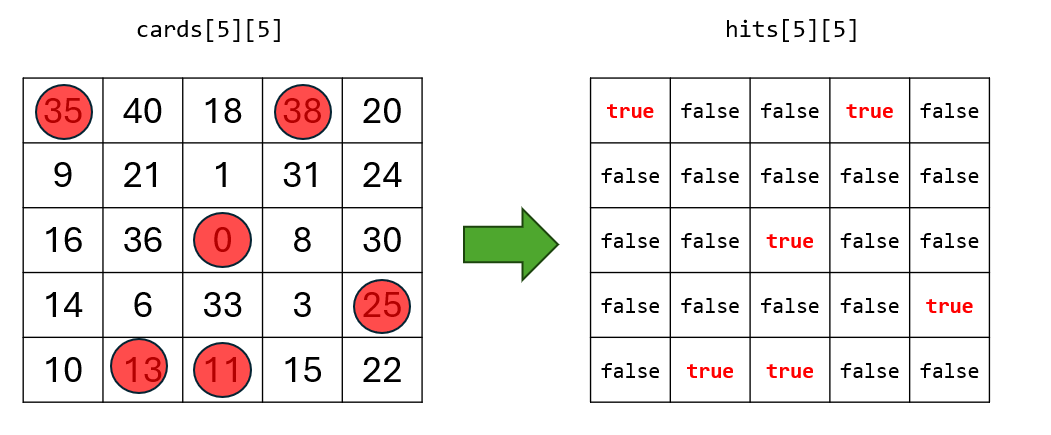 cards[5][5]
35 40 18 38 20
9 21 1 31 24
16 36 0 8 30
14 6 33 3 25
10 13 11 15 22
hits[5][5]
true false false true false
false false false false false
false false true false false
false false false false true
false true true false false